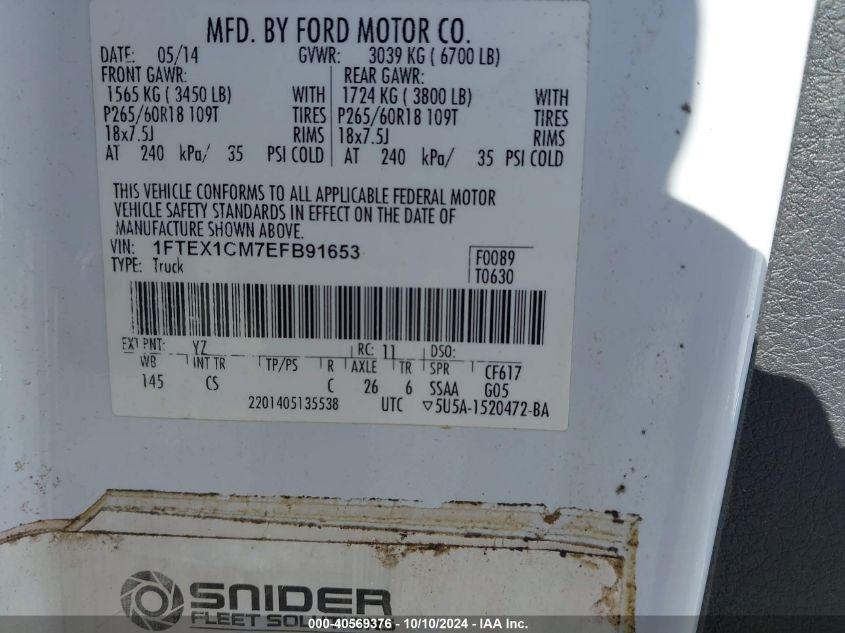 MFD. BY FORD MOTOR CO.
DATE: 05/14 GVWR: 3039 KG ( 6700 LB)
FRONT GAWR: REAR GAWR:
1565 KG ( 3450 LB) WITH 1724 KG ( 3800 LB) WITH
P265/60R18 109T TIRES P265/60R18 109T TIRES
18x7.5J RIMS 18x7.5J RIMS
AT 240 kPa/ 35 PSI COLD AT 240 kPa/ 35 PSI COLD
THIS VEHICLE CONFORMS TO ALL APPLICABLE FEDERAL MOTOR
VEHICLE SAFETY STANDARDS IN EFFECT ON THE DATE OF
MANUFACTURE SHOWN ABOVE.
VIN: 1FTEX1CM7EFB91653 F0089
TYPE: Truck T0630
EXT PNT: YZ RC: 11 DSO:
WB INT TR TP/PS R AXLE TR SPR CF617
145 CS C 26 6 SSAA G05
2201405135538 UTC ▽5U5A-1520472-BA
SNIDER
FLEET SOLUTIONS
000-40569376 - 10/10/2024 - IAA Inc.